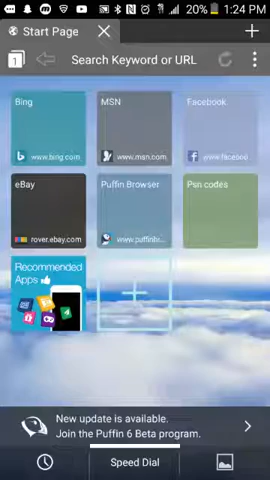 20% 1:24 PM
Start Page
1
Search Keyword or URL
Bing
www.bing.com
MSN
www.msn.com
Facebook
www.faceboo...
eBay
rover.ebay.com
Puffin Browser
www.puffinbr...
Psn codes
Recommended
Apps
New update is available.
Join the Puffin 6 Beta program.
Speed Dial